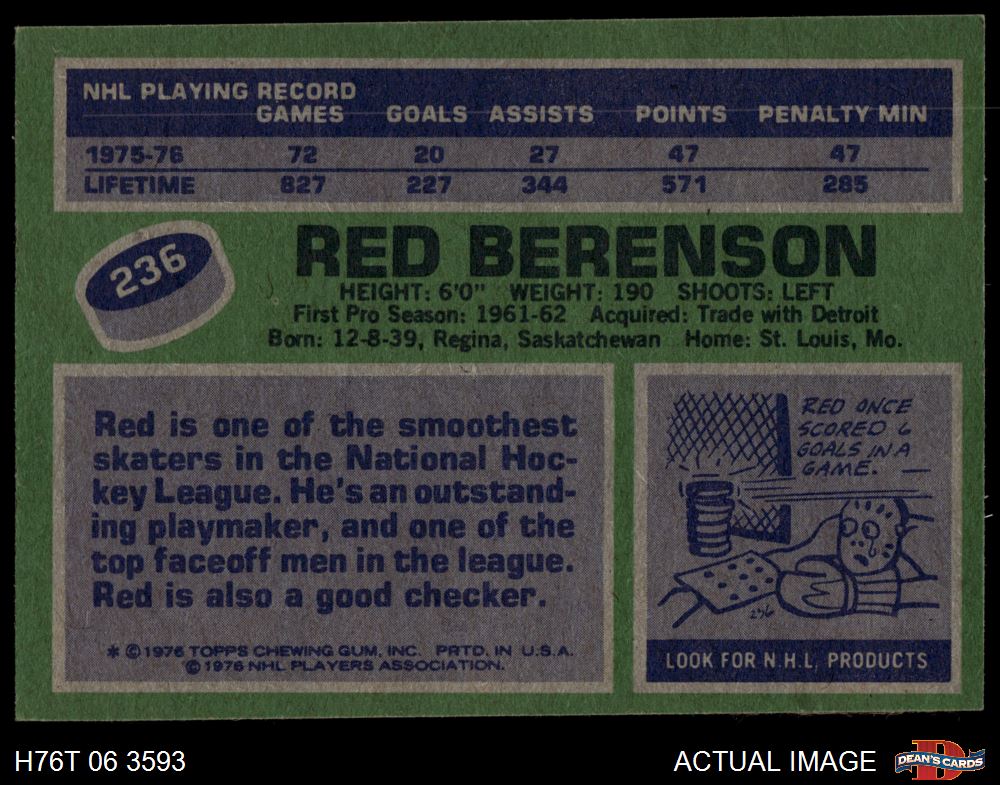 NHL PLAYING RECORD
GAMES GOALS ASSISTS POINTS PENALTY MIN
1975-76 72 20 27 47 47
LIFETIME 827 227 344 571 285
236
RED BERENSON
HEIGHT: 6'0" WEIGHT: 190 SHOOTS: LEFT
First Pro Season: 1961-62 Acquired: Trade with Detroit
Born: 12-8-39, Regina, Saskatchewan Home: St. Louis, Mo.
Red is one of the smoothest
skaters in the National Hoc-
key League. He's an outstand-
ing playmaker, and one of the
top faceoff men in the league.
Red is also a good checker.
* © 1976 TOPPS CHEWING GUM, INC. PRTD. IN U.S.A.
© 1976 NHL PLAYERS ASSOCIATION.
RED ONCE
SCORED 6
GOALS IN A
GAME.
236
LOOK FOR N.H.L. PRODUCTS
H76T 06 3593
ACTUAL IMAGE
D
DEAN'S CARDS